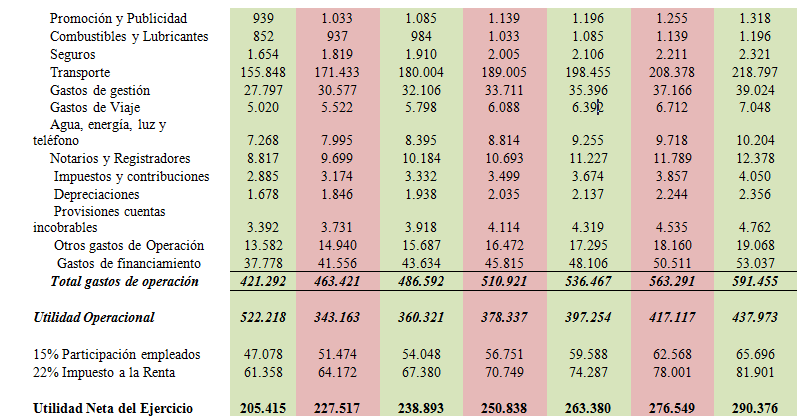 Promoción y Publicidad 939 1.033 1.085 1.139 1.196 1.255 1.318
Combustibles y Lubricantes 852 937 984 1.033 1.085 1.139 1.196
Seguros 1.654 1.819 1.910 2.005 2.106 2.211 2.321
Transporte 155.848 171.433 180.004 189.005 198.455 208.378 218.797
Gastos de gestión 27.797 30.577 32.106 33.711 35.396 37.166 39.024
Gastos de Viaje 5.020 5.522 5.798 6.088 6.392 6.712 7.048
Agua, energía, luz y
teléfono 7.268 7.995 8.395 8.814 9.255 9.718 10.204
Notarios y Registradores 8.817 9.699 10.184 10.693 11.227 11.789 12.378
Impuestos y contribuciones 2.885 3.174 3.332 3.499 3.674 3.857 4.050
Depreciaciones 1.678 1.846 1.938 2.035 2.137 2.244 2.356
Provisiones cuentas
incobrables 3.392 3.731 3.918 4.114 4.319 4.535 4.762
Otros gastos de Operación 13.582 14.940 15.687 16.472 17.295 18.160 19.068
Gastos de financiamiento 37.778 41.556 43.634 45.815 48.106 50.511 53.037
Total gastos de operación 421.292 463.421 486.592 510.921 536.467 563.291 591.455
Utilidad Operacional 522.218 343.163 360.321 378.337 397.254 417.117 437.973
15% Participación empleados 47.078 51.474 54.048 56.751 59.588 62.568 65.696
22% Impuesto a la Renta 61.358 64.172 67.380 70.749 74.287 78.001 81.901
Utilidad Neta del Ejercicio 205.415 227.517 238.893 250.838 263.380 276.549 290.376